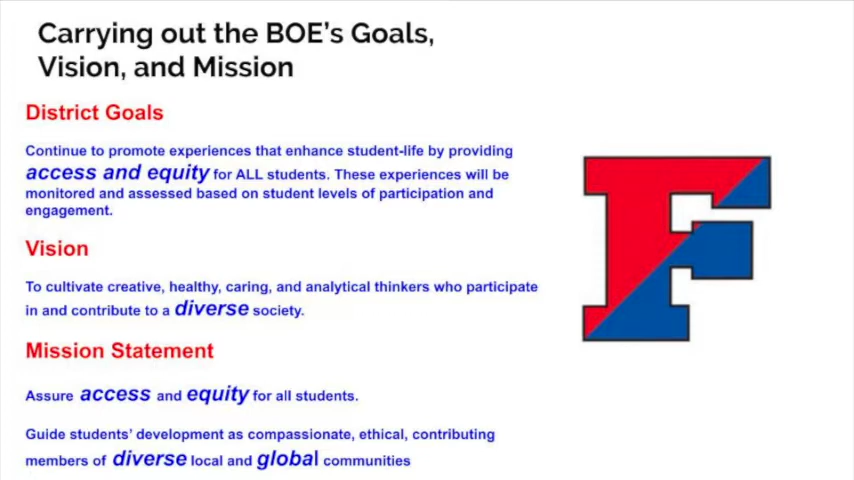 Carrying out the BOE's Goals,
Vision, and Mission
District Goals
Continue to promote experiences that enhance student-life by providing
access and equity for ALL students. These experiences will be
monitored and assessed based on student levels of participation and
engagement.
Vision
To cultivate creative, healthy, caring, and analytical thinkers who participate
in and contribute to a diverse society.
Mission Statement
Assure access and equity for all students.
Guide students' development as compassionate, ethical, contributing
members of diverse local and global communities
F